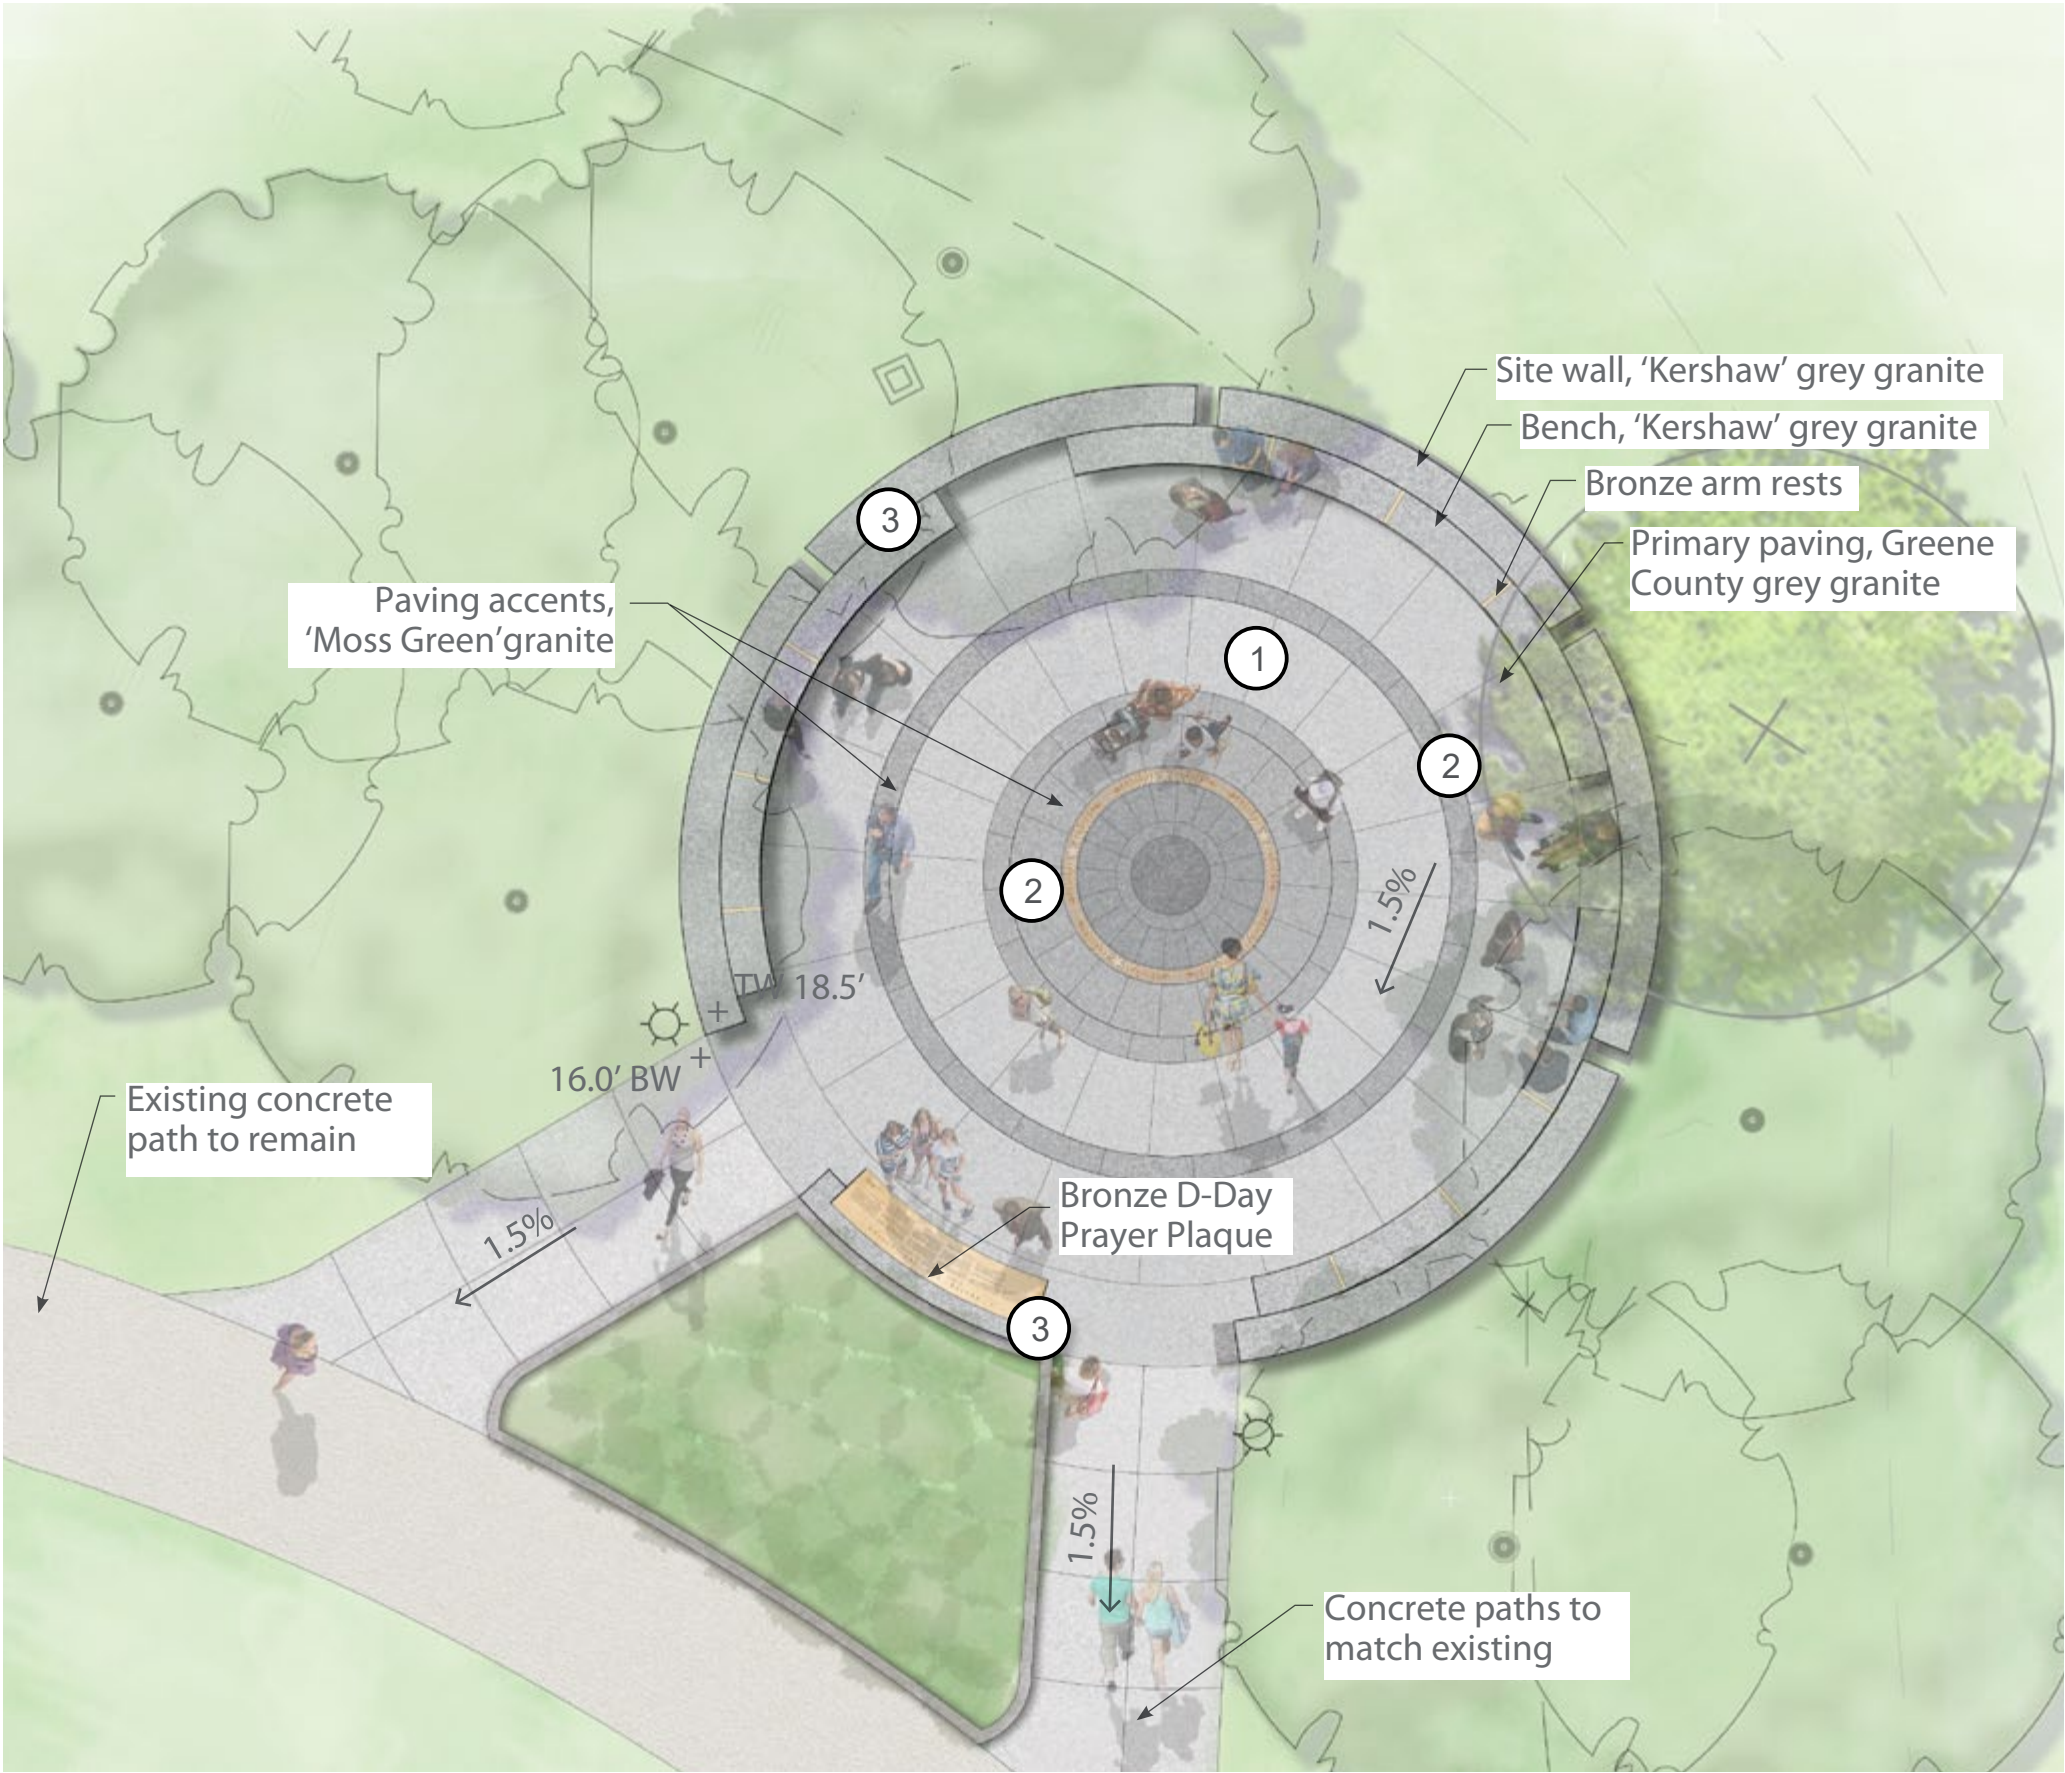 Site wall, ‘Kershaw’ grey granite
Bench, ‘Kershaw’ grey granite
Bronze arm rests
3
Primary paving, Greene
County grey granite
Paving accents,
‘Moss Green’granite
1
2
2
1.5%
TW 18.5’
16.0’ BW
Existing concrete
path to remain
Bronze D-Day
Prayer Plaque
1.5%
3
1.5%
Concrete paths to
match existing